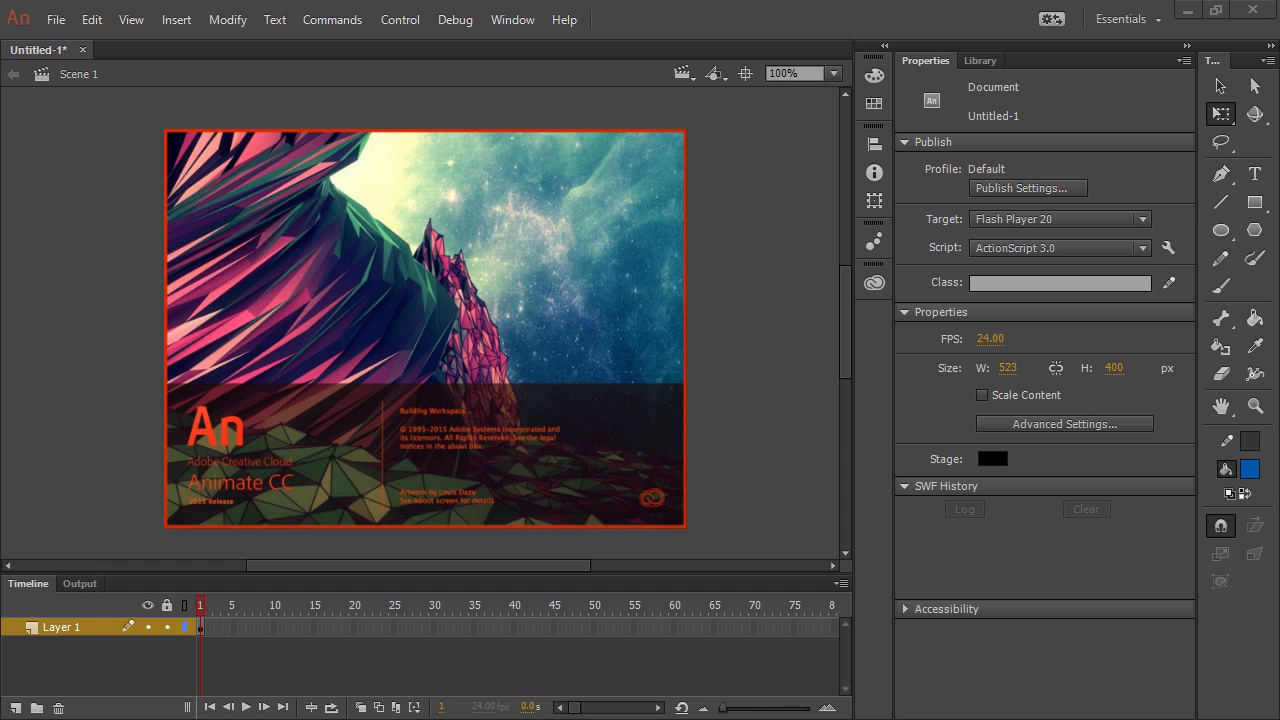 An File Edit View Insert Modify Text Commands Control Debug Window Help Essentials
Untitled-1*
Scene 1
100%
Properties Library
T...
An
Document
Untitled-1
Publish
Profile: Default
Publish Settings...
Target: Flash Player 20
Script: ActionScript 3.0
Class:
Properties
FPS: 24.00
Size: W: 523 H: 400 px
Scale Content
Advanced Settings...
Stage:
SWF History
Log Clear
Accessibility
An
Adobe Creative Cloud
Animate CC
2015 Release
Building Workspace...
© 1993-2015 Adobe Systems Incorporated and
its licensors. All Rights Reserved. See the legal
notices in the about box.
Artwork by Louis Dazy
See About screen for details
Timeline Output
1 5 10 15 20 25 30 35 40 45 50 55 60 65 70 75 8
Layer 1
1 24.00 fps 0.0 s